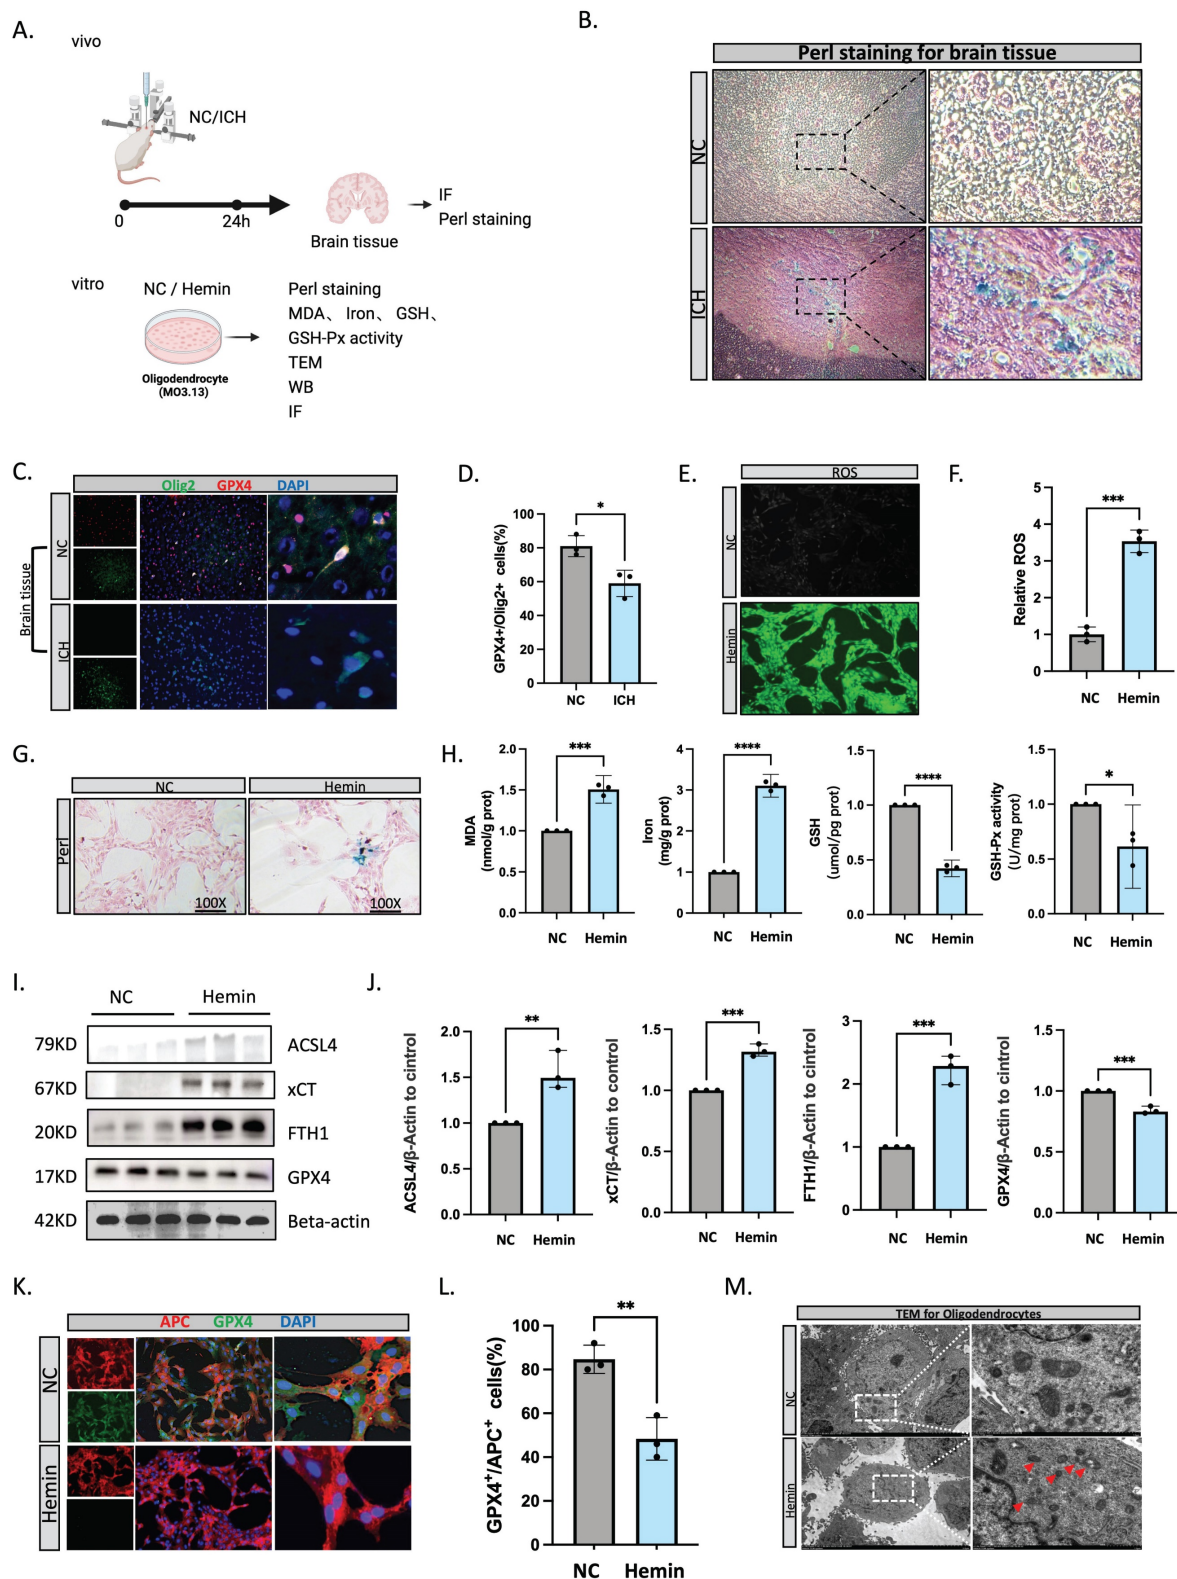 A.
vivo
NC/ICH
0
24h
Brain tissue
IF
Perl staining
vitro
NC / Hemin
Oligodendrocyte
(MO3.13)
Perl staining
MDA、 Iron、 GSH、
GSH-Px activity
TEM
WB
IF
B.
Perl staining for brain tissue
NC
ICH
C.
Olig2 GPX4 DAPI
Brain tissue
NC
ICH
D.
GPX4+/Olig2+ cells(%)
100
80
60
40
20
0
*
NC ICH
E.
ROS
NC
Hemin
F.
Relative ROS
5
4
3
2
1
0
***
NC Hemin
G.
NC Hemin
Perl
100X 100X
H.
MDA
(nmol/g prot)
2.0
1.5
1.0
0.5
0.0
***
NC Hemin
Iron
(mg/g prot)
4
3
2
1
0
****
NC Hemin
GSH
(umol/pg prot)
1.5
1.0
0.5
0.0
****
NC Hemin
GSH-Px activity
(U/mg prot)
1.5
1.0
0.5
0.0
*
NC Hemin
I.
NC Hemin
79KD ACSL4
67KD xCT
20KD FTH1
17KD GPX4
42KD Beta-actin
J.
ACSL4/β-Actin to cintrol
2.0
1.5
1.0
0.5
0.0
**
NC Hemin
xCT/β-Actin to control
1.5
1.0
0.5
0.0
***
NC Hemin
FTH1/β-Actin to cintrol
3
2
1
0
***
NC Hemin
GPX4/β-Actin to cintrol
1.5
1.0
0.5
0.0
***
NC Hemin
K.
APC GPX4 DAPI
NC
Hemin
L.
GPX4⁺/APC⁺ cells(%)
100
80
60
40
20
0
**
NC Hemin
M.
TEM for Oligodendrocytes
NC
Hemin